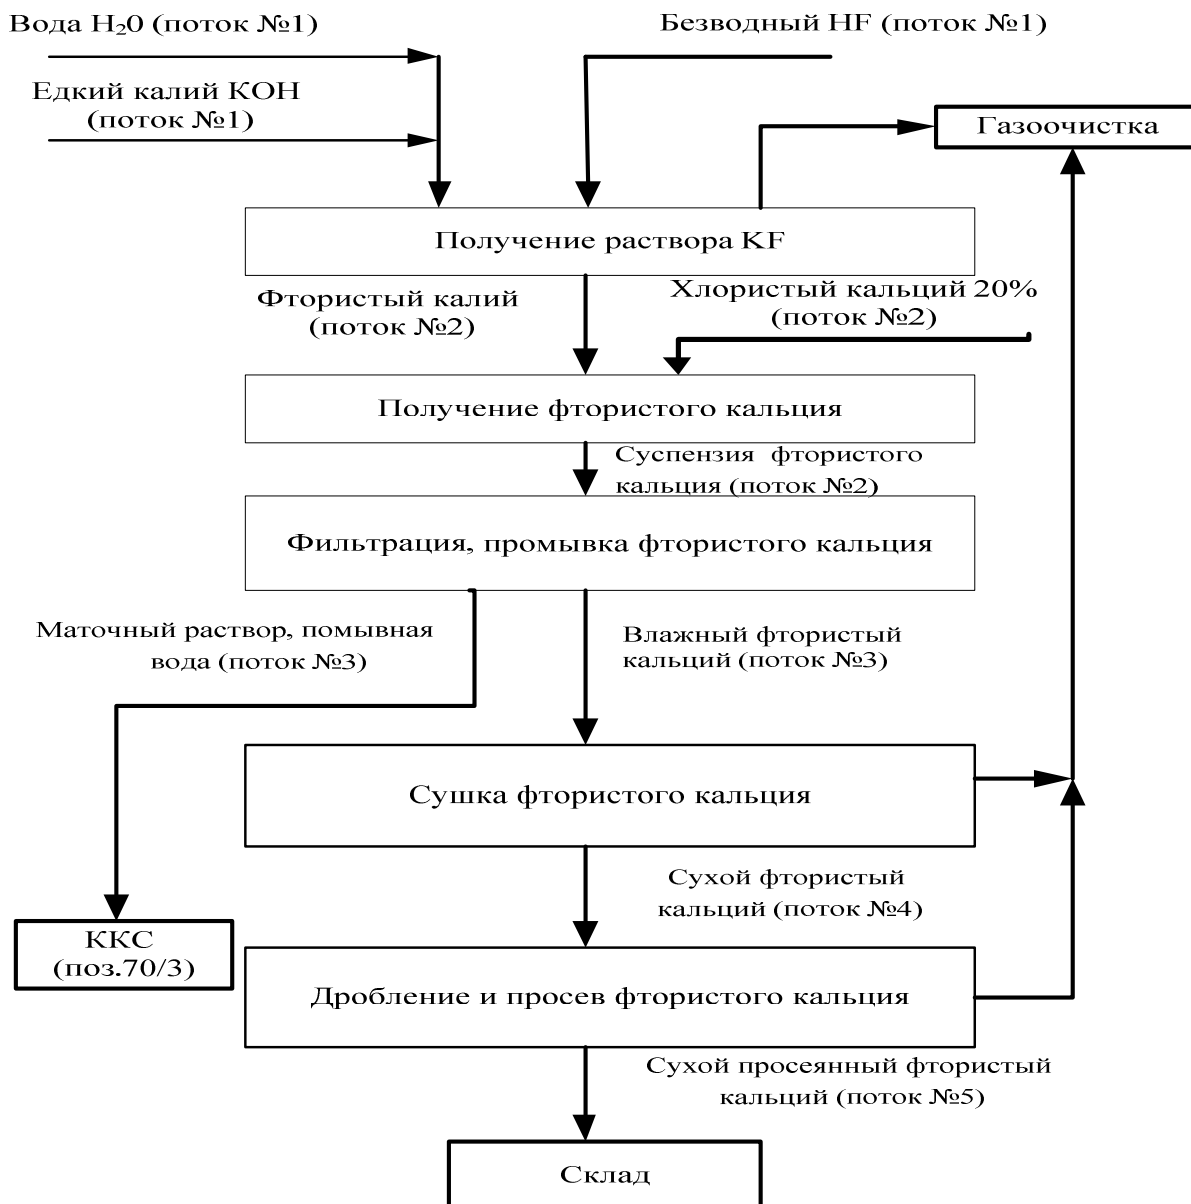 Вода H₂0 (поток №1)
Безводный HF (поток №1)
Едкий калий КОН
(поток №1)
Газоочистка
Получение раствора KF
Фтористый калий
(поток №2)
Хлористый кальций 20%
(поток №2)
Получение фтористого кальция
Суспензия фтористого
кальция (поток №2)
Фильтрация, промывка фтористого кальция
Маточный раствор, помывная
вода (поток №3)
Влажный фтористый
кальций (поток №3)
Сушка фтористого кальция
Сухой фтористый
кальций (поток №4)
ККС
(поз.70/3)
Дробление и просев фтористого кальция
Сухой просеянный фтористый
кальций (поток №5)
Склад